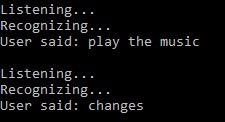 Listening...
Recognizing...
User said: play the music
Listening...
Recognizing...
User said: changes